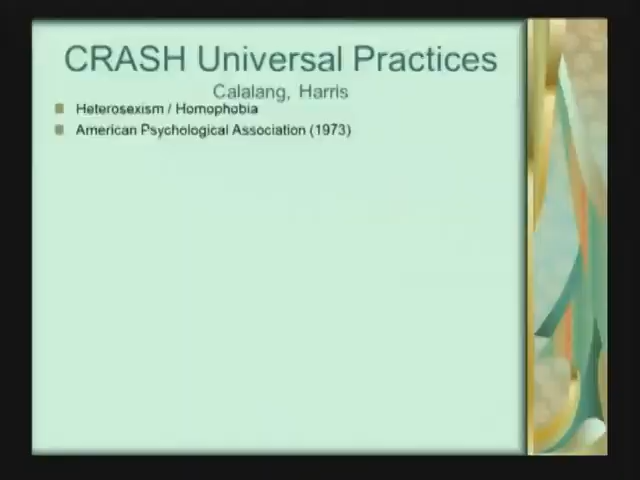 CRASH Universal Practices
Calalang, Harris
Heterosexism / Homophobia
American Psychological Association (1973)